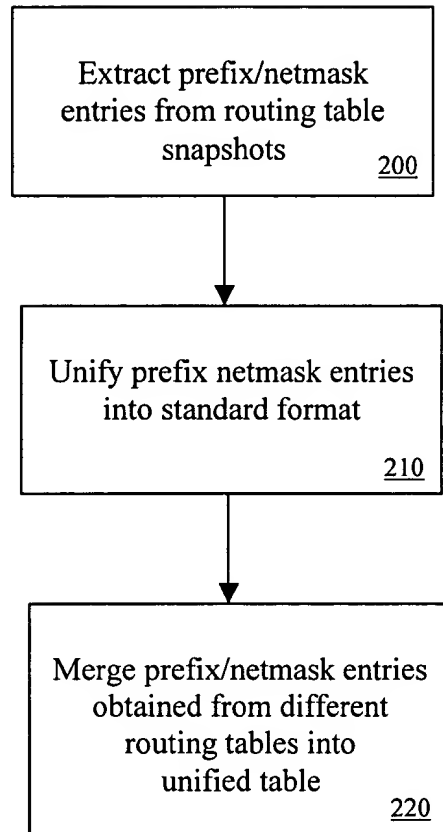 Extract prefix/netmask
entries from routing table
snapshots
200
Unify prefix netmask entries
into standard format
210
Merge prefix/netmask entries
obtained from different
routing tables into
unified table
220